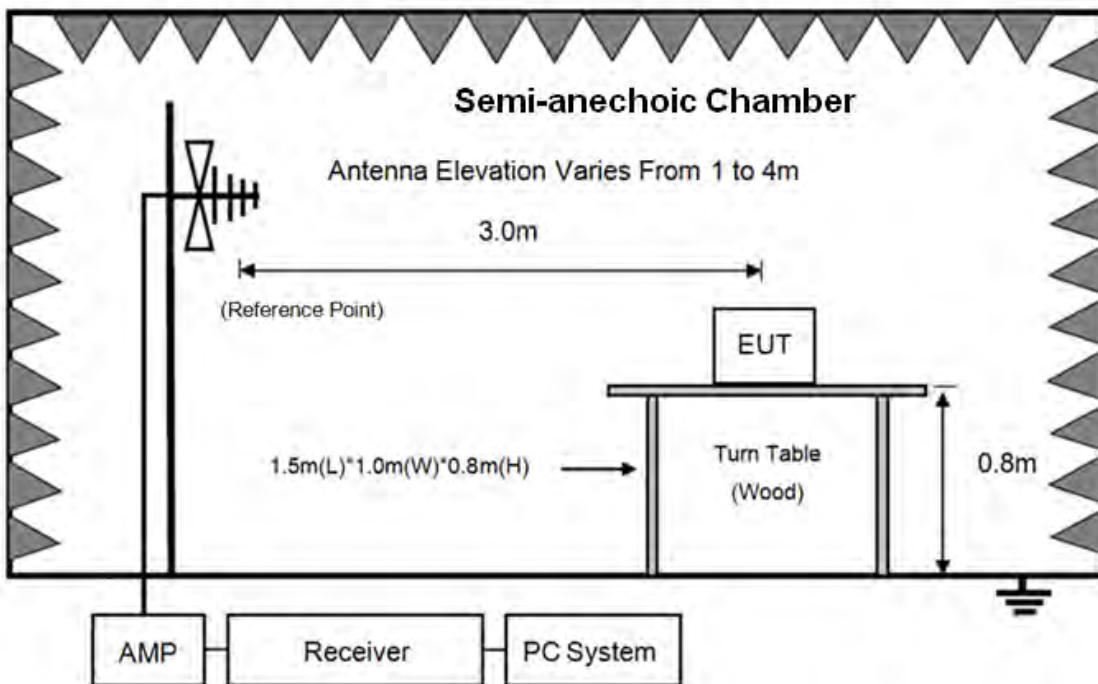 Semi-anechoic Chamber
Antenna Elevation Varies From 1 to 4m
3.0m
(Reference Point)
EUT
1.5m(L)*1.0m(W)*0.8m(H)
Turn Table
(Wood)
0.8m
AMP
Receiver
PC System